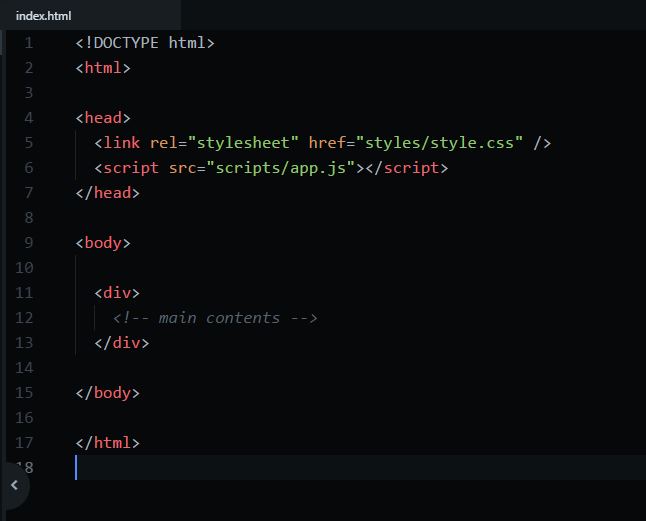 index.html
1 <!DOCTYPE html>
2 <html>
3
4 <head>
5 <link rel="stylesheet" href="styles/style.css" />
6 <script src="scripts/app.js"></script>
7 </head>
8
9 <body>
10
11 <div>
12 <!-- main contents -->
13 </div>
14
15 </body>
16
17 </html>
18